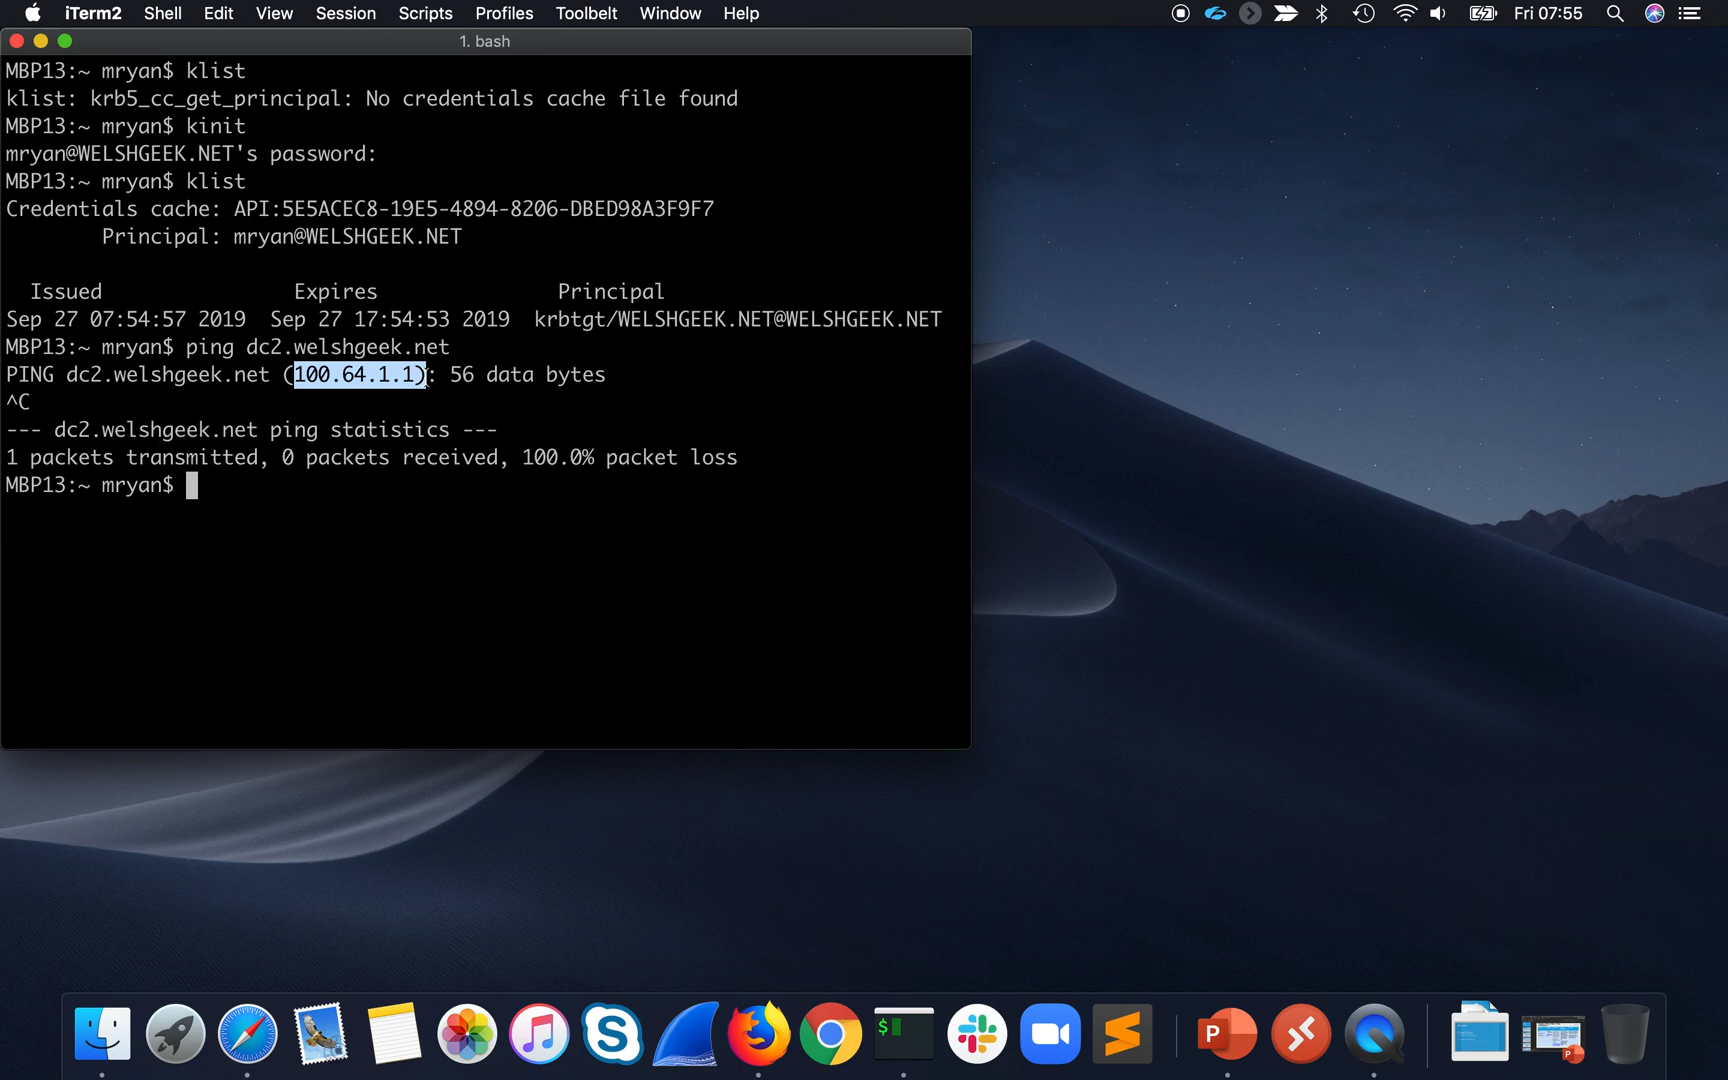 iTerm2 Shell Edit View Session Scripts Profiles Toolbelt Window Help Fri 07:55
1. bash
MBP13:~ mryan$ klist
klist: krb5_cc_get_principal: No credentials cache file found
MBP13:~ mryan$ kinit
mryan@WELSHGEEK.NET's password:
MBP13:~ mryan$ klist
Credentials cache: API:5E5ACEC8-19E5-4894-8206-DBED98A3F9F7
Principal: mryan@WELSHGEEK.NET
Issued Expires Principal
Sep 27 07:54:57 2019 Sep 27 17:54:53 2019 krbtgt/WELSHGEEK.NET@WELSHGEEK.NET
MBP13:~ mryan$ ping dc2.welshgeek.net
PING dc2.welshgeek.net (100.64.1.1): 56 data bytes
^C
--- dc2.welshgeek.net ping statistics ---
1 packets transmitted, 0 packets received, 100.0% packet loss
MBP13:~ mryan$